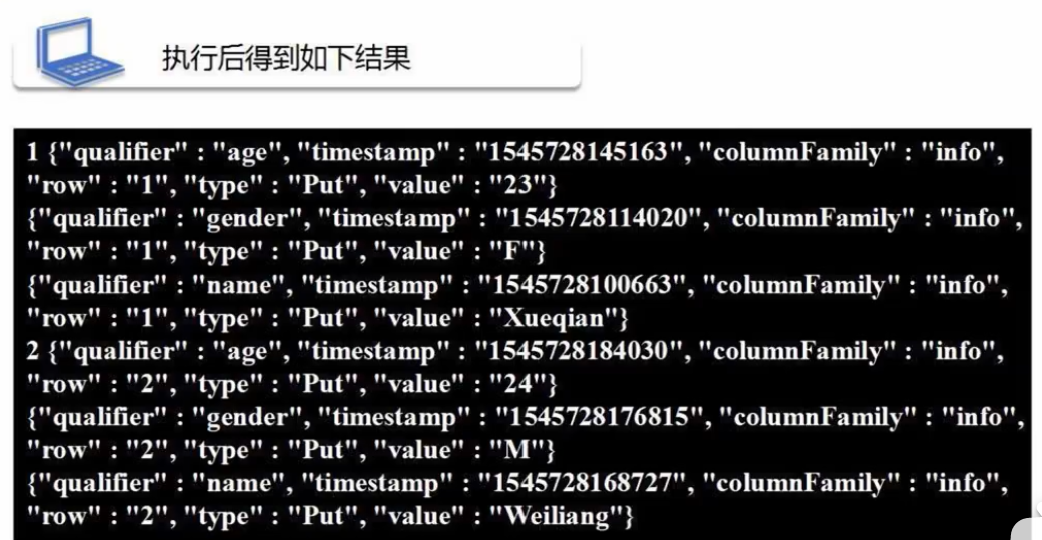 执行后得到如下结果
1 {"qualifier" : "age", "timestamp" : "1545728145163", "columnFamily" : "info",
"row" : "1", "type" : "Put", "value" : "23"}
{"qualifier" : "gender", "timestamp" : "1545728114020", "columnFamily" : "info",
"row" : "1", "type" : "Put", "value" : "F"}
{"qualifier" : "name", "timestamp" : "1545728100663", "columnFamily" : "info",
"row" : "1", "type" : "Put", "value" : "Xueqian"}
2 {"qualifier" : "age", "timestamp" : "1545728184030", "columnFamily" : "info",
"row" : "2", "type" : "Put", "value" : "24"}
{"qualifier" : "gender", "timestamp" : "1545728176815", "columnFamily" : "info",
"row" : "2", "type" : "Put", "value" : "M"}
{"qualifier" : "name", "timestamp" : "1545728168727", "columnFamily" : "info",
"row" : "2", "type" : "Put", "value" : "Weiliang"}